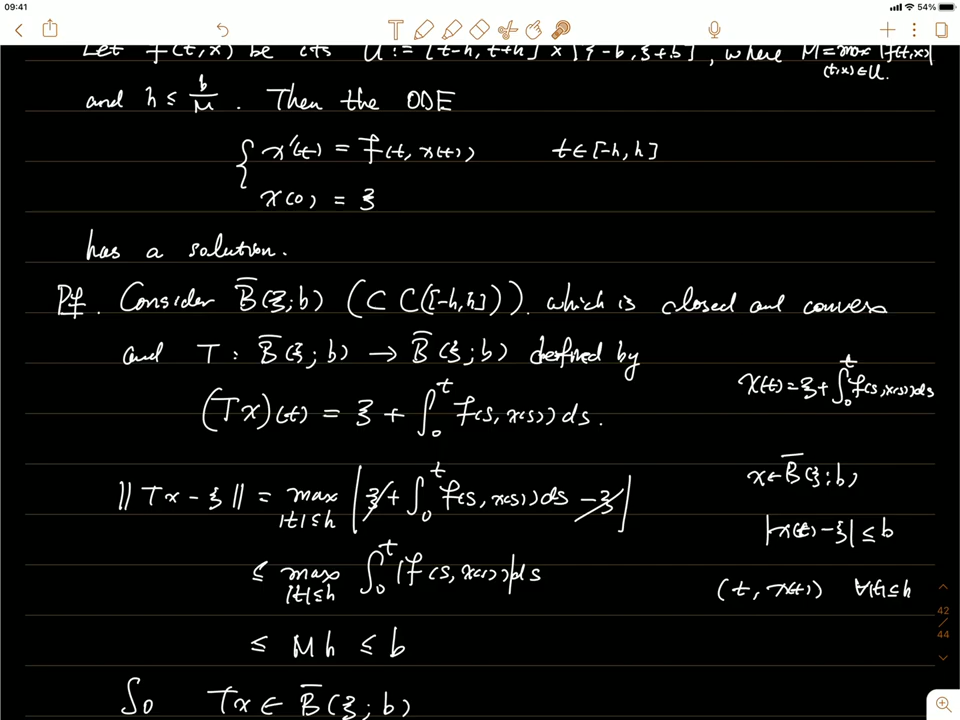 09:41
54%
Let f(t,x) be cts U := [t-h, t+h] × [ξ-b, ξ+b], where M = max |f(t,x)|
(t,x)∈U.
and h ≤ b/M. Then the ODE
{ x'(t) = f(t, x(t)) t∈[-h, h]
x(0) = ξ
has a solution.
Pf. Consider B̅(ξ; b) (⊂ C([-h,h])). which is closed and convex
and T : B̅(ξ; b) → B̅(ξ; b) defined by
(Tx)(t) = ξ + ∫₀ᵗ f(s, x(s)) ds.
x(t) = ξ + ∫₀ᵗ f(s, x(s)) ds
‖Tx - ξ‖ = max_{|t|≤h} |ξ + ∫₀ᵗ f(s, x(s)) ds - ξ|
≤ max_{|t|≤h} ∫₀ᵗ |f(s, x(s))| ds
≤ Mh ≤ b
So Tx ∈ B̅(ξ; b)
x∈B̅(ξ; b)
|x(t) - ξ| ≤ b
(t, x(t)) ∀|t|≤h
42
/
44